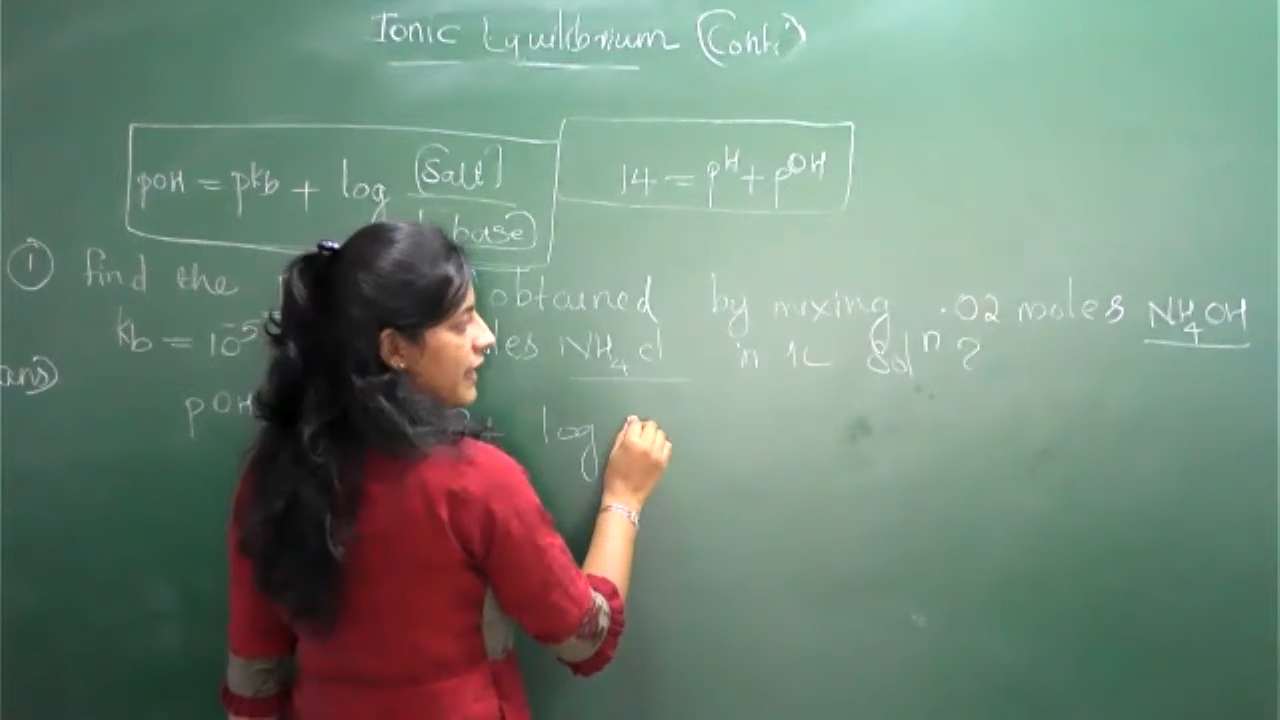 Ionic Equilibrium (Cont.)
pOH = pkb + log (Salt)
base)
14 = pH + pOH
① find the obtained by mixing .02 moles NH4OH
kb = 10-5 les NH4Cl in 1L Soln ?
ans)
pOH + log